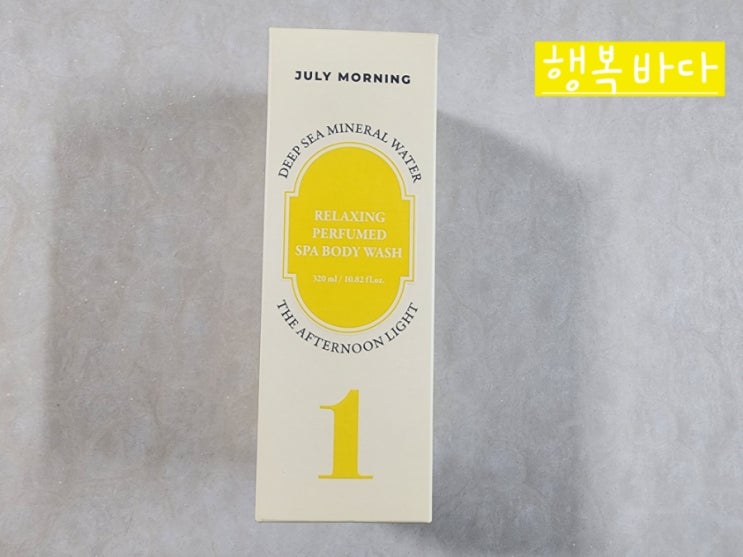 행복바다
JULY MORNING
DEEP SEA MINERAL WATER
RELAXING
PERFUMED
SPA BODY WASH
320 ml / 10.82 fl.oz.
THE AFTERNOON LIGHT
1